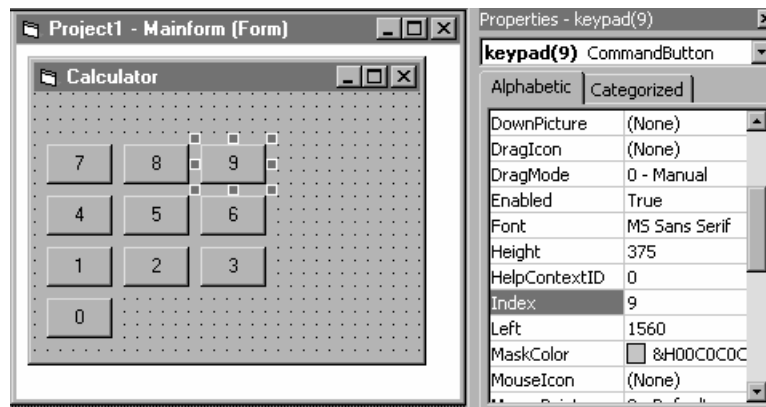 Project1 - Mainform (Form)
Calculator
7 8 9
4 5 6
1 2 3
0
Properties - keypad(9)
keypad(9) CommandButton
Alphabetic Categorized
DownPicture (None)
DragIcon (None)
DragMode 0 - Manual
Enabled True
Font MS Sans Serif
Height 375
HelpContextID 0
Index 9
Left 1560
MaskColor &H00C0C0C
MouseIcon (None)